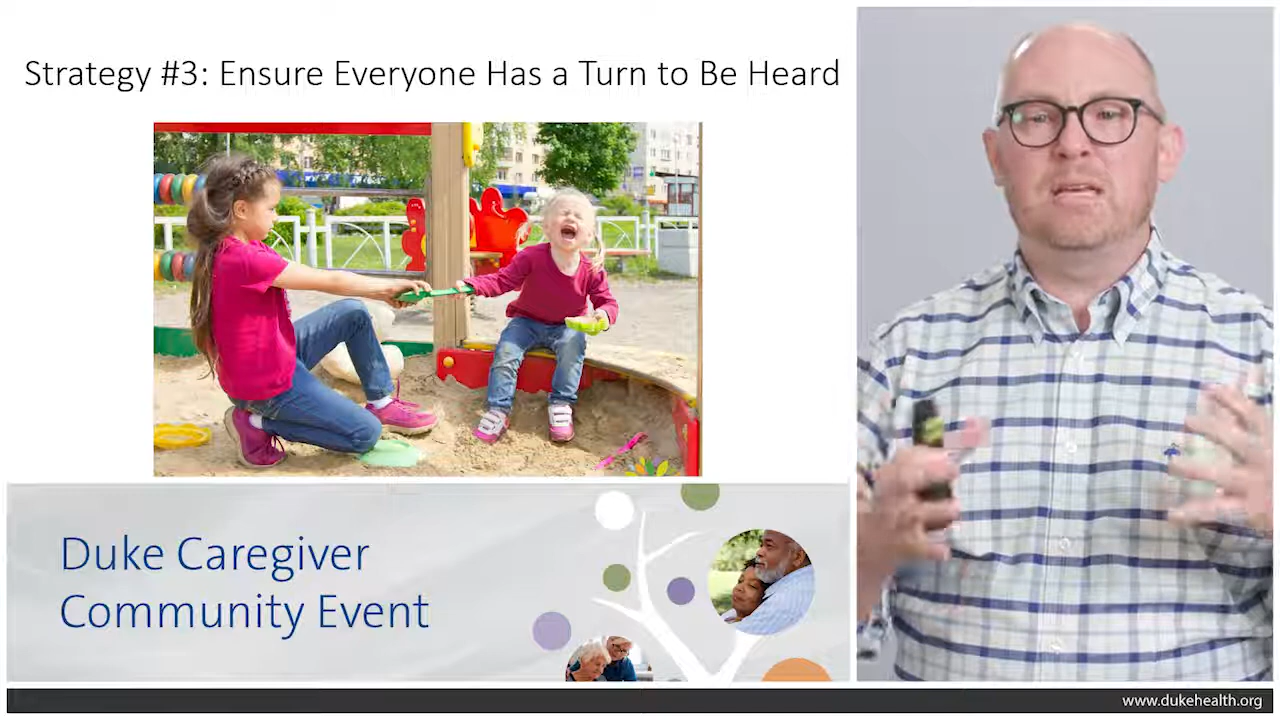 Strategy #3: Ensure Everyone Has a Turn to Be Heard
Duke Caregiver
Community Event
www.dukehealth.org